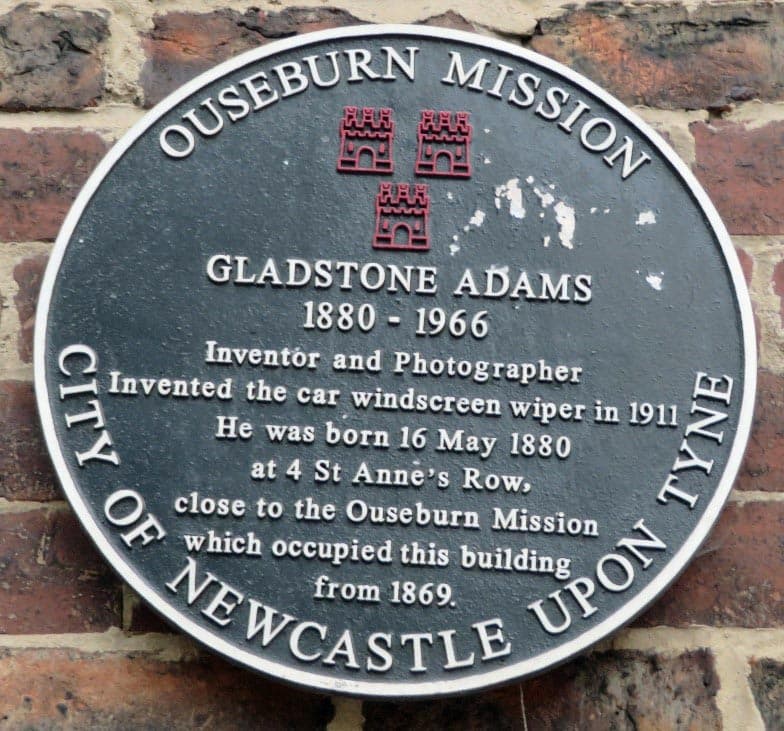 OUSEBURN MISSION
GLADSTONE ADAMS
1880 - 1966
Inventor and Photographer
Invented the car windscreen wiper in 1911
He was born 16 May 1880
at 4 St Anne's Row,
close to the Ouseburn Mission
which occupied this building
from 1869.
CITY OF NEWCASTLE UPON TYNE